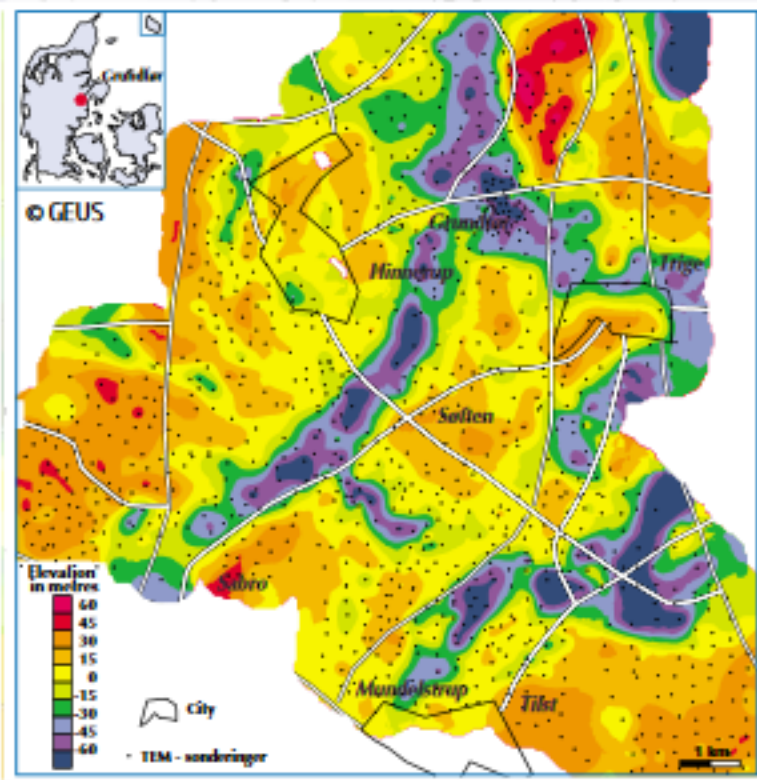 © GEUS
Hinnerup
Trige
Søften
Sabro
Mundelstrup
Tilst
Elevation
in metres
60
45
30
15
0
-15
-30
-45
-60
City
TEM - sonderinger
1 km